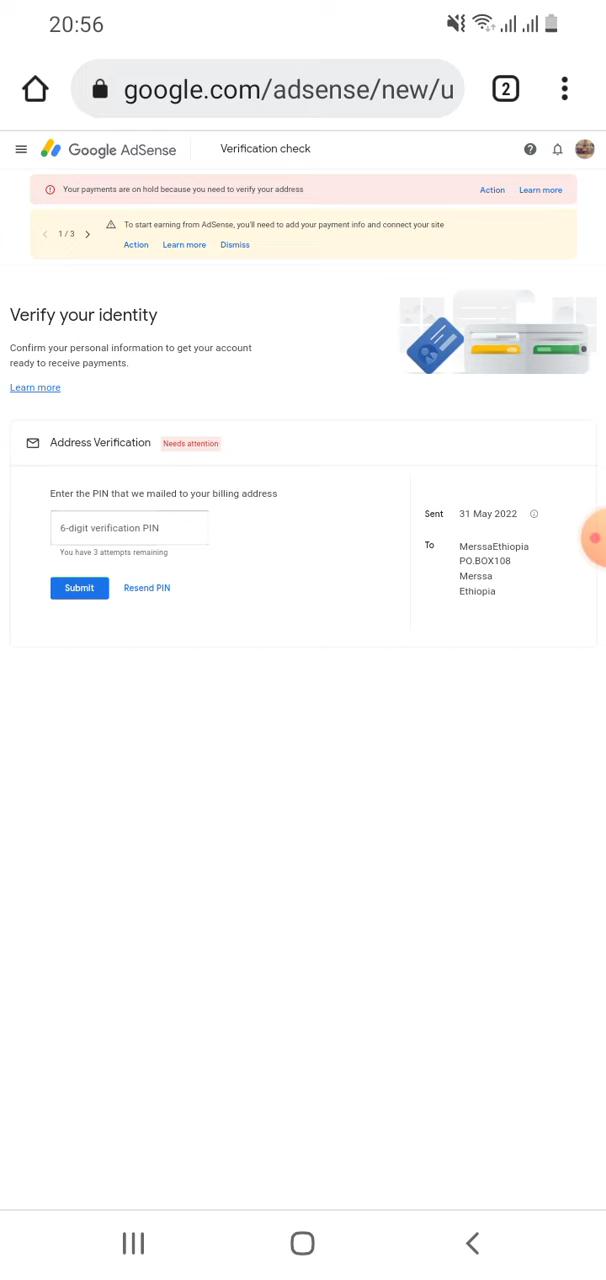 20:56
google.com/adsense/new/u
2
Google AdSense
Verification check
Your payments are on hold because you need to verify your address
Action
Learn more
1 / 3
To start earning from AdSense, you'll need to add your payment info and connect your site
Action
Learn more
Dismiss
Verify your identity
Confirm your personal information to get your account
ready to receive payments.
Learn more
Address Verification
Needs attention
Enter the PIN that we mailed to your billing address
6-digit verification PIN
You have 3 attempts remaining
Submit
Resend PIN
Sent
31 May 2022
To
MerssaEthiopia
PO.BOX108
Merssa
Ethiopia